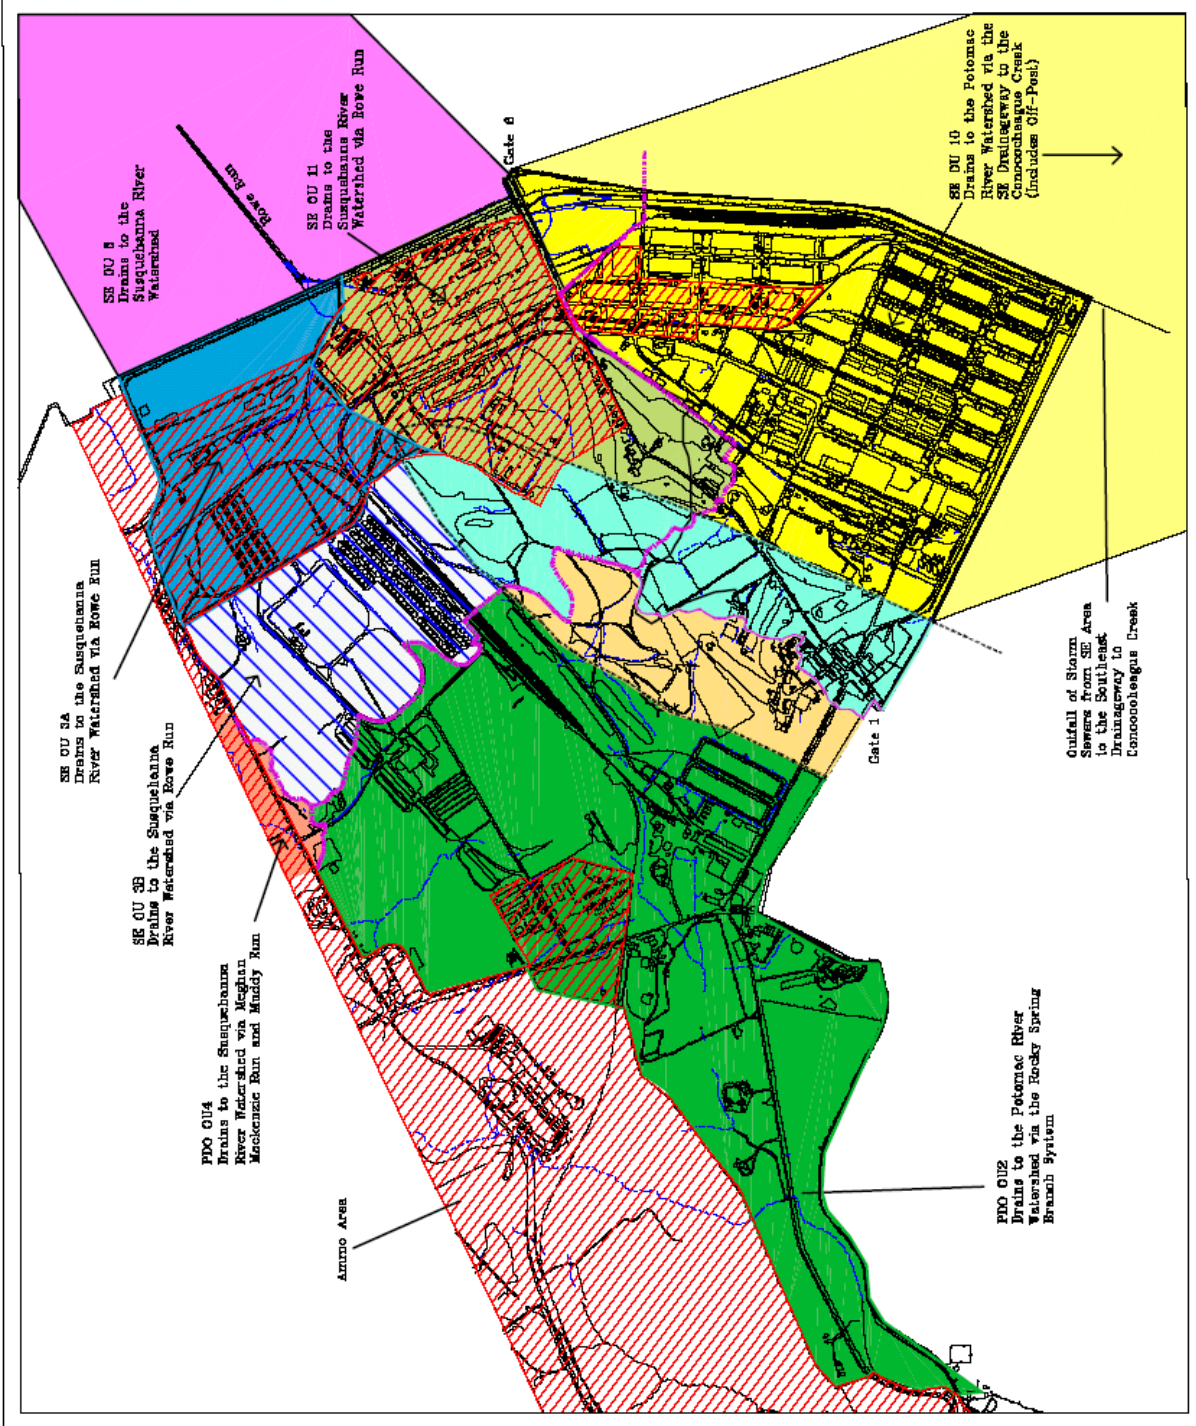 SE OU 8
Drains to the
Susquehanna River
Watershed
Rowe Run
SE OU 11
Drains to the
Susquehanna River
Watershed via Rowe Run
Gate 6
SE OU 10
Drains to the Potomac
River Watershed via the
SE Drainageway to the
Conococheague Creek
(Includes Off-Post)
SE OU 3A
Drains to the Susquehanna
River Watershed via Rowe Run
SE OU 3B
Drains to the Susquehanna
River Watershed via Rowe Run
PDO OU4
Drains to the Susquehanna
River Watershed via Meghan
Mackenzie Run and Muddy Run
Ammo Area
Gate 1
Outfall of Storm
Sewers from SE Area
to the Southeast
Drainageway to
Conococheague Creek
PDO OU2
Drains to the Potomac River
Watershed via the Rocky Spring
Branch System